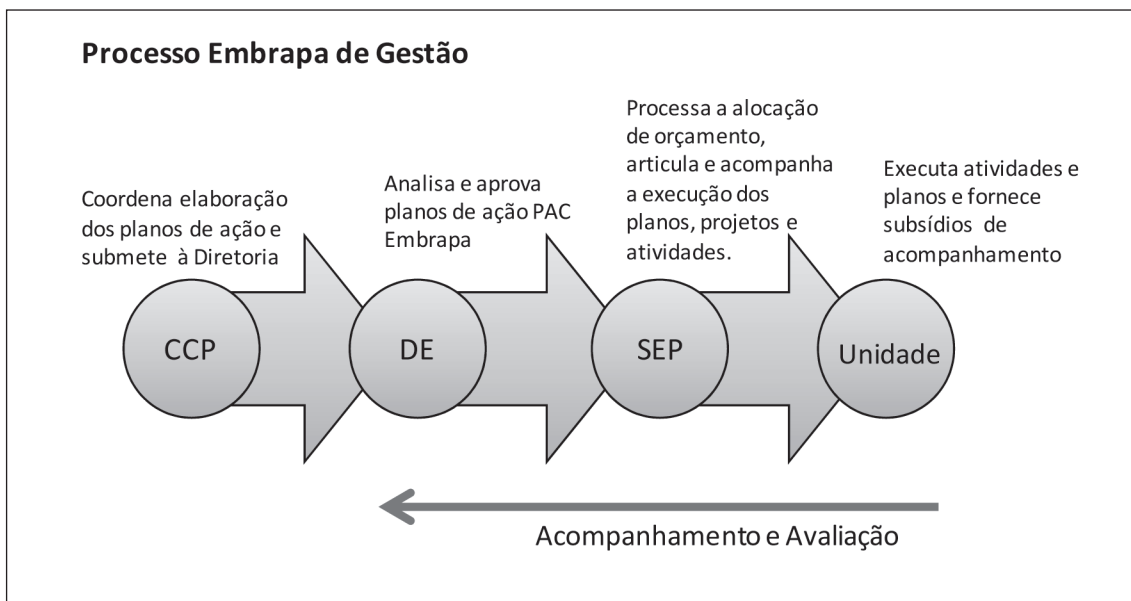 Processo Embrapa de Gestão
Coordena elaboração
dos planos de ação e
submete à Diretoria
Analisa e aprova
planos de ação PAC
Embrapa
Processa a alocação
de orçamento,
articula e acompanha
a execução dos
planos, projetos e
atividades.
Executa atividades e
planos e fornece
subsídios de
acompanhamento
CCP
DE
SEP
Unidade
Acompanhamento e Avaliação